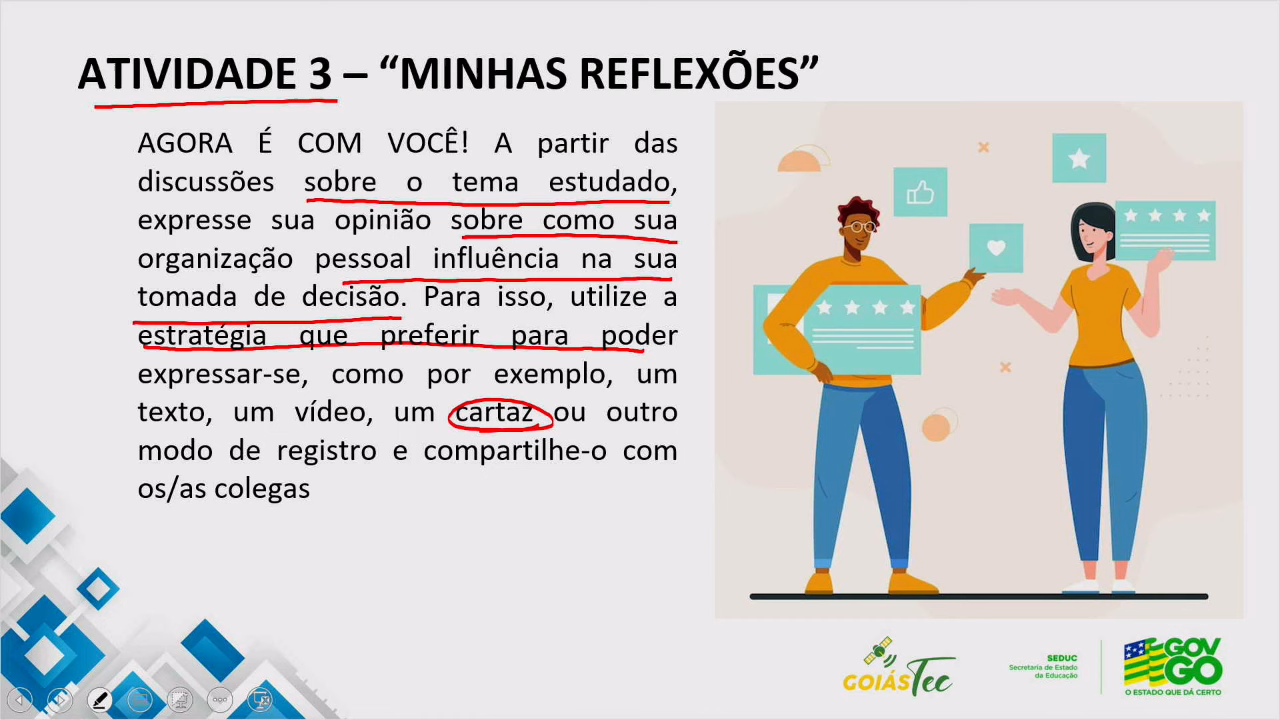 ATIVIDADE 3 – “MINHAS REFLEXÕES”
AGORA É COM VOCÊ! A partir das
discussões sobre o tema estudado,
expresse sua opinião sobre como sua
organização pessoal influência na sua
tomada de decisão. Para isso, utilize a
estratégia que preferir para poder
expressar-se, como por exemplo, um
texto, um vídeo, um cartaz ou outro
modo de registro e compartilhe-o com
os/as colegas
GOIÁSTec
SEDUC
Secretaria de Estado
da Educação
GOV
GO
O ESTADO QUE DÁ CERTO